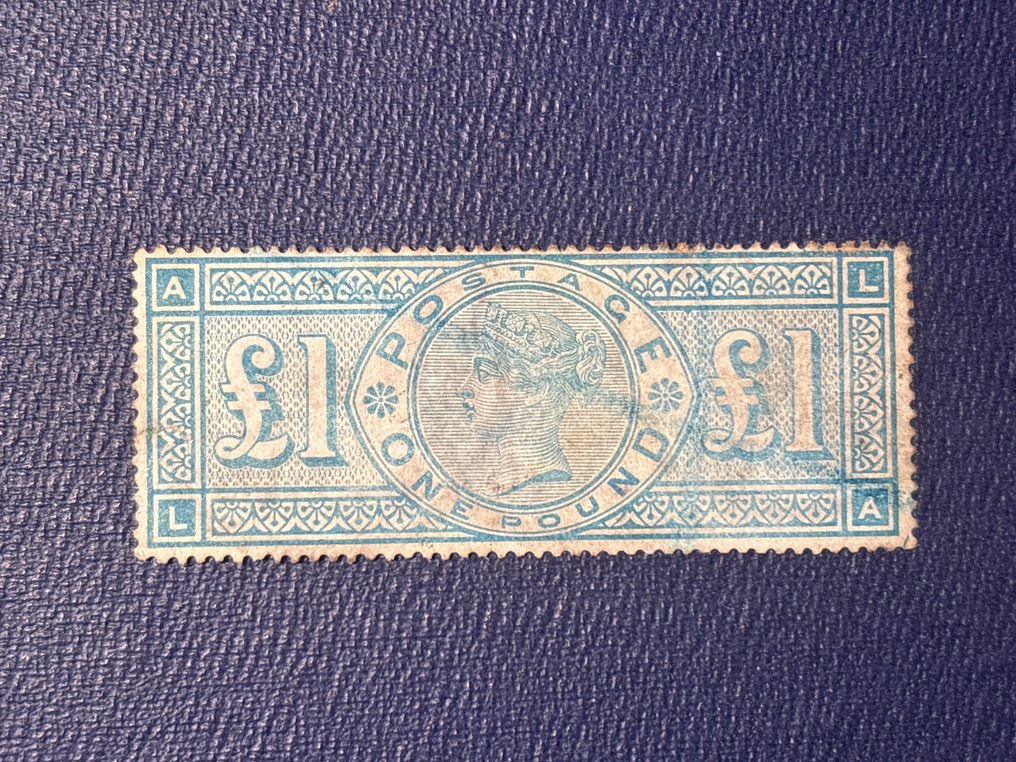 A L
£1 POSTAGE £1
ONE POUND
L A